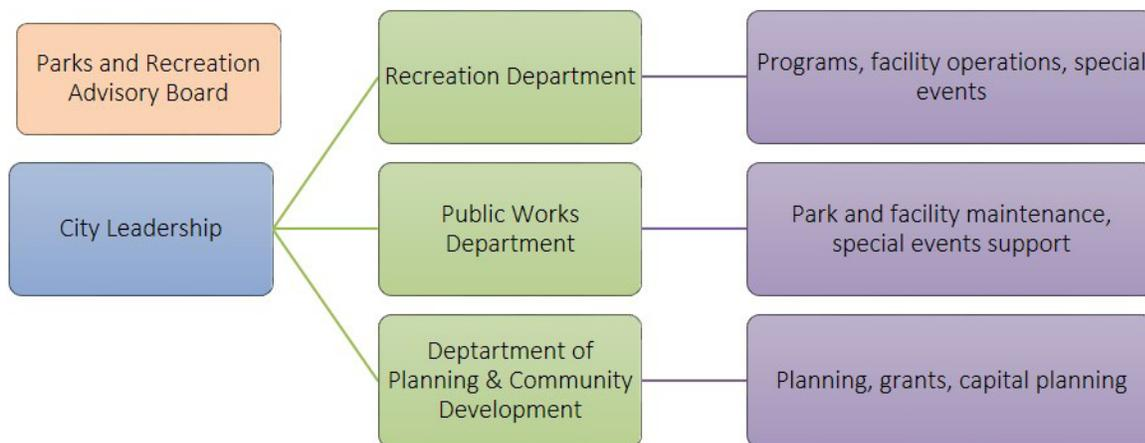 Parks and Recreation
Advisory Board
Recreation Department
Programs, facility operations, special
events
City Leadership
Public Works
Department
Park and facility maintenance,
special events support
Deptartment of
Planning & Community
Development
Planning, grants, capital planning